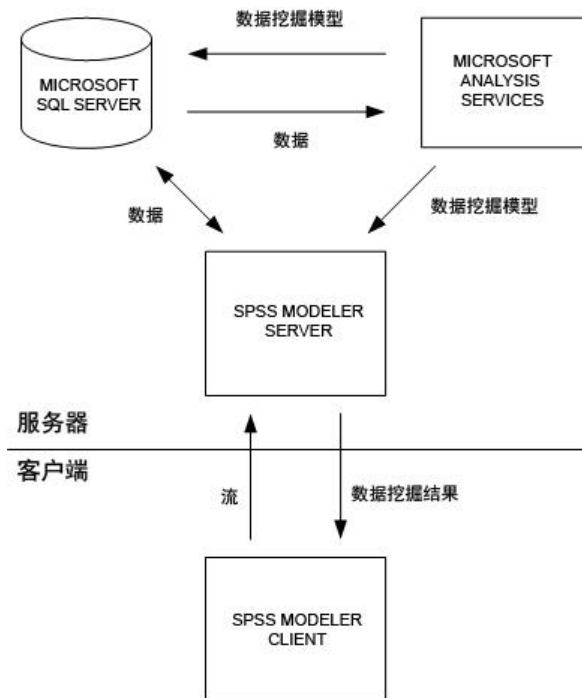 数据挖掘模型
MICROSOFT
SQL SERVER
MICROSOFT
ANALYSIS
SERVICES
数据
数据
数据挖掘模型
SPSS MODELER
SERVER
服务器
客户端
流
数据挖掘结果
SPSS MODELER
CLIENT